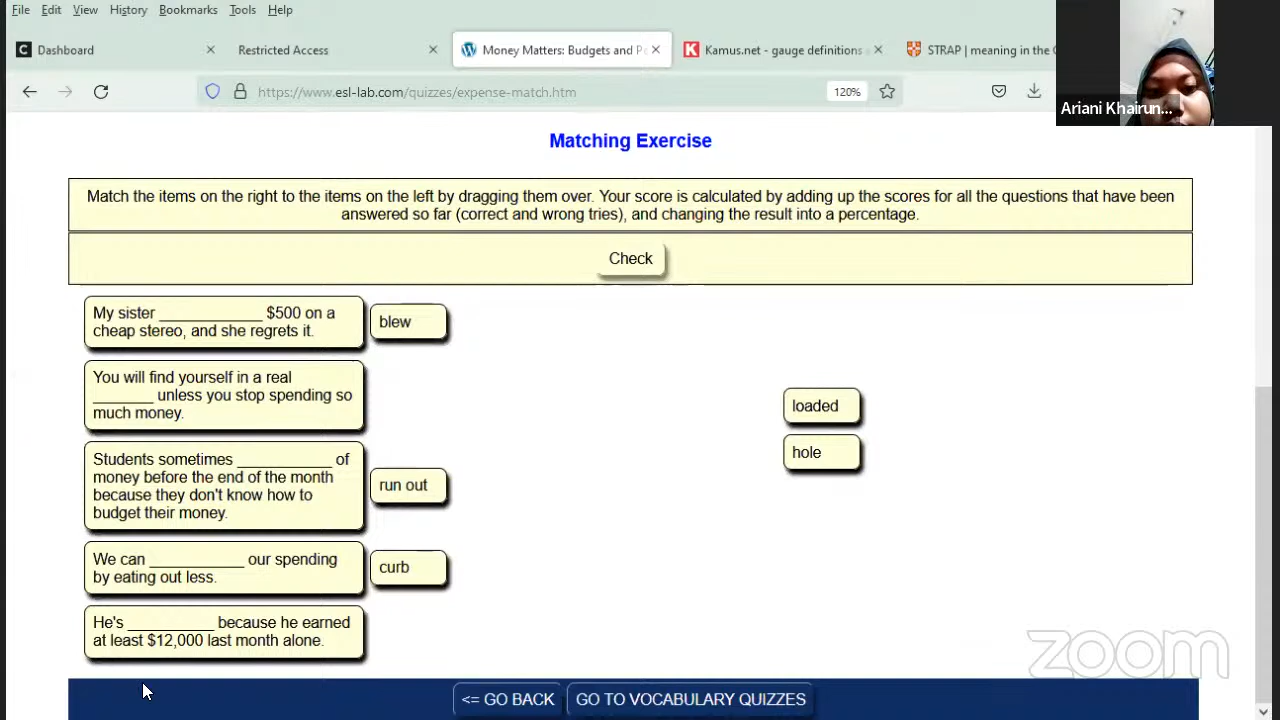 File Edit View History Bookmarks Tools Help
Dashboard
Restricted Access
Money Matters: Budgets and Po
Kamus.net - gauge definitions
STRAP | meaning in the C
https://www.esl-lab.com/quizzes/expense-match.htm
120%
Ariani Khairun...
Matching Exercise
Match the items on the right to the items on the left by dragging them over. Your score is calculated by adding up the scores for all the questions that have been
answered so far (correct and wrong tries), and changing the result into a percentage.
Check
My sister ____________ $500 on a
cheap stereo, and she regrets it.
blew
You will find yourself in a real
_______ unless you stop spending so
much money.
loaded
hole
Students sometimes ___________ of
money before the end of the month
because they don't know how to
budget their money.
run out
We can ___________ our spending
by eating out less.
curb
He's __________ because he earned
at least $12,000 last month alone.
zoom
<= GO BACK
GO TO VOCABULARY QUIZZES